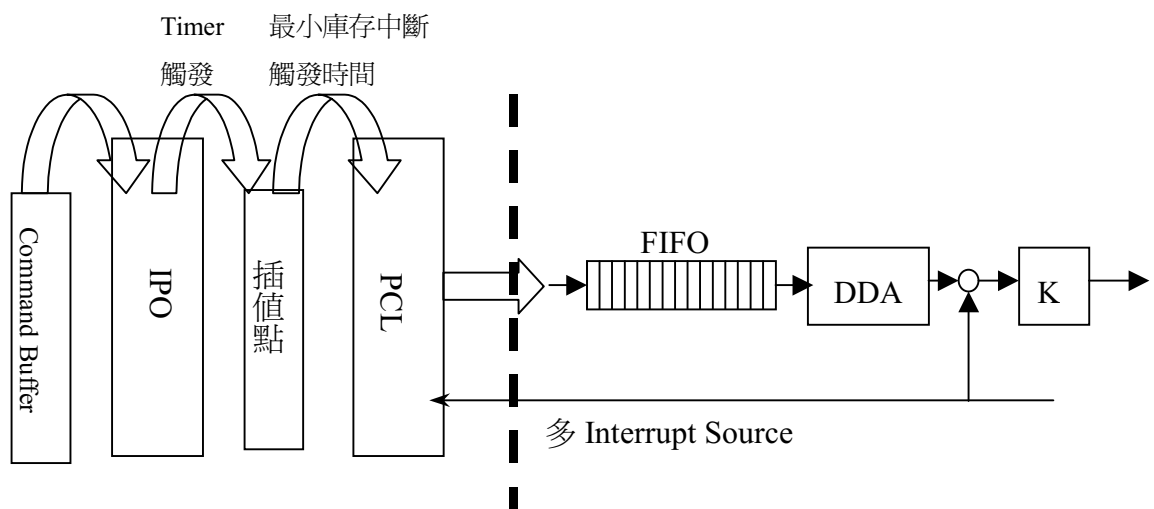 Timer
觸發
最小庫存中斷
觸發時間
Command Buffer
IPO
插值點
PCL
FIFO
DDA
K
多 Interrupt Source